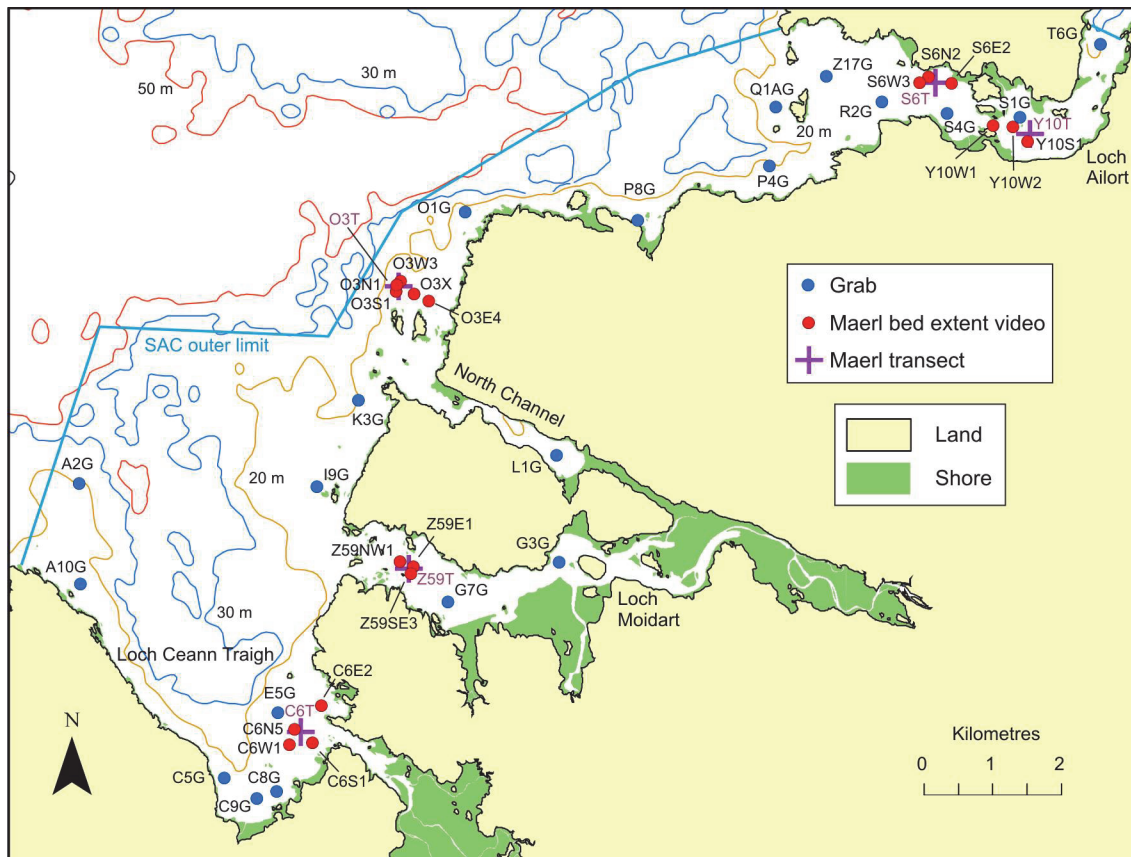 T6G
30 m
S6N2
S6E2
50 m
Z17G
S6W3
Q1AG
S6T
S1G
R2G
Y10T
20 m
S4G
Y10S1
Y10W1
Loch
Ailort
P4G
Y10W2
P8G
O3T
O1G
O3W3
O3N1
O3X
O3S1
O3E4
SAC outer limit
Grab
Maerl bed extent video
Maerl transect
North Channel
K3G
Land
Shore
L1G
A2G
20 m
I9G
Z59E1
Z59NW1
G3G
Z59T
A10G
G7G
Loch
Moidart
Z59SE3
30 m
Loch Ceann Traigh
C6E2
E5G
C6T
N
C6N5
C6W1
Kilometres
C5G
C8G
C6S1
0 1 2
C9G